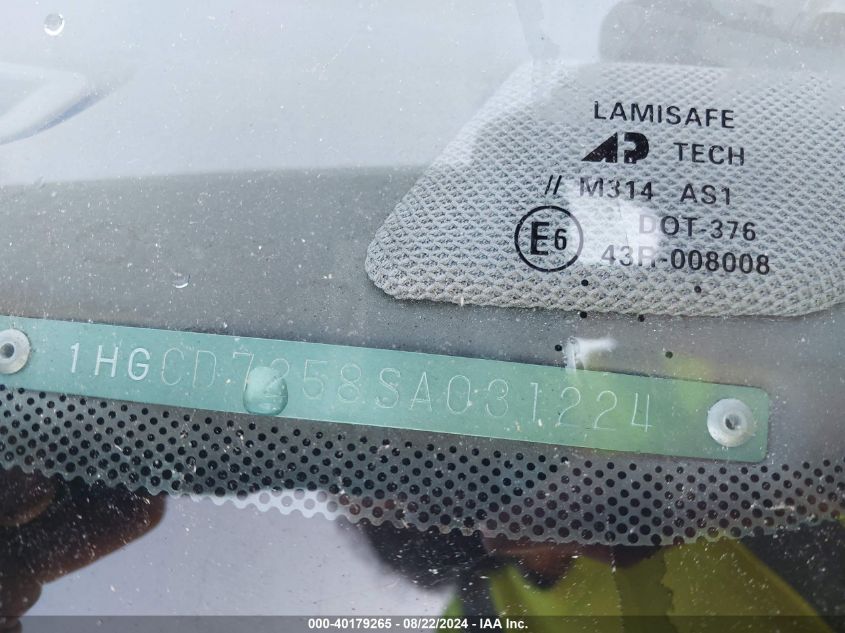 LAMISAFE
AP TECH
// M314 AS1
DOT-376
E6 43R-008008
1HGCD7258SA031224
000-40179265 - 08/22/2024 - IAA Inc.